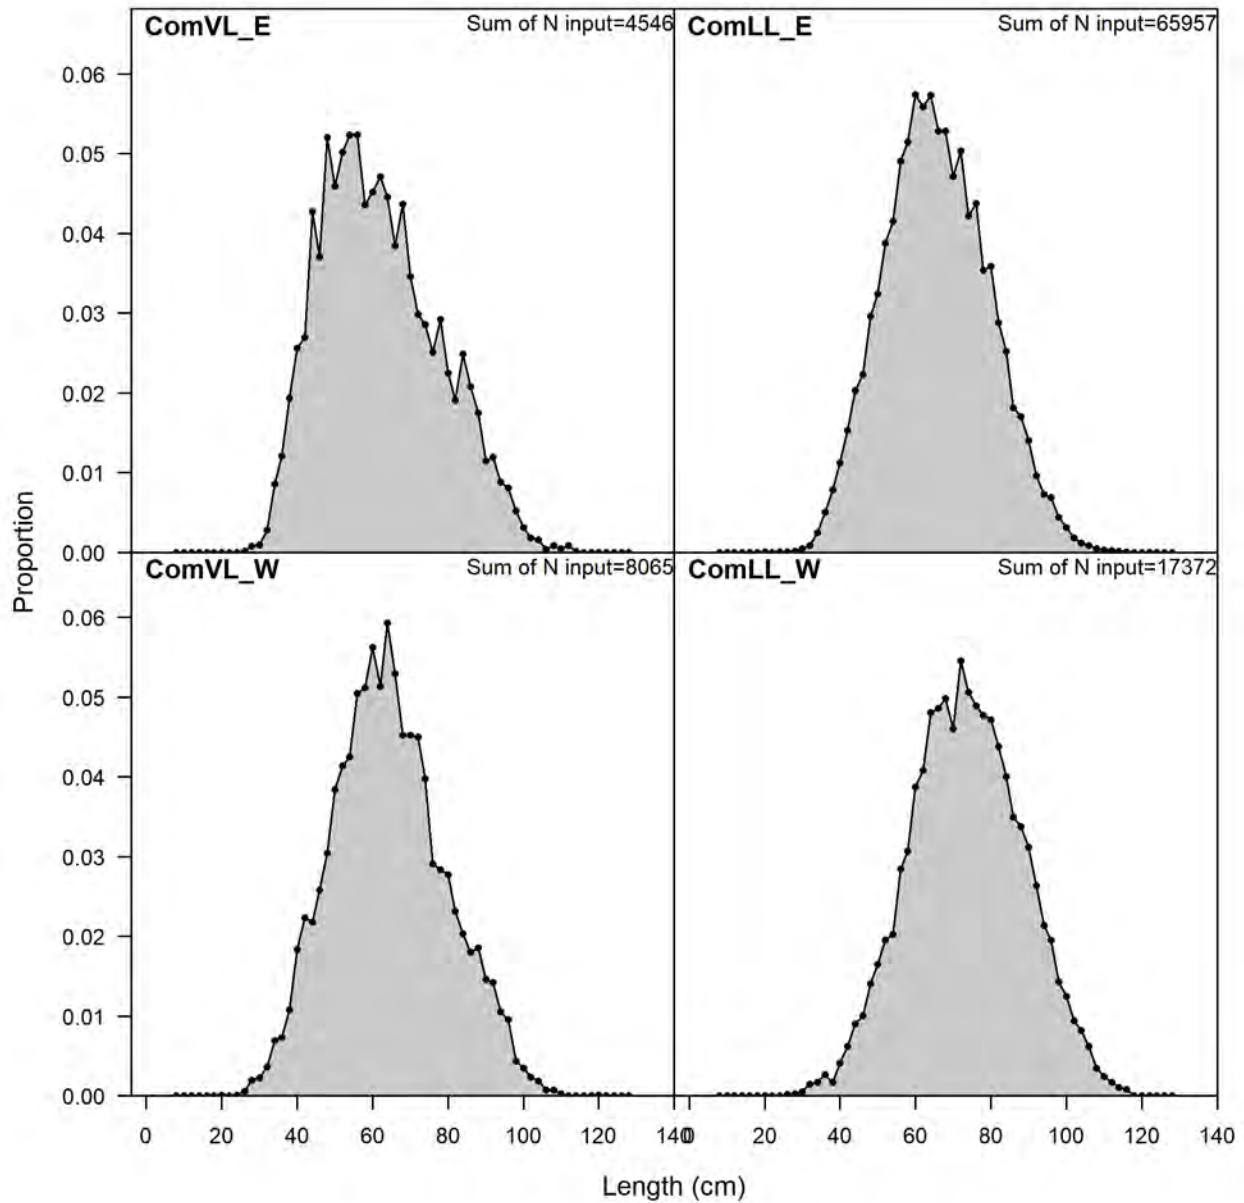 ComVL_E Sum of N input=4546
ComLL_E Sum of N input=65957
0.06
0.05
0.04
0.03
0.02
0.01
0.00
ComVL_W Sum of N input=8065
ComLL_W Sum of N input=17372
0.06
0.05
0.04
0.03
0.02
0.01
0.00
Proportion
0 20 40 60 80 100 120 140
0 20 40 60 80 100 120 140
Length (cm)